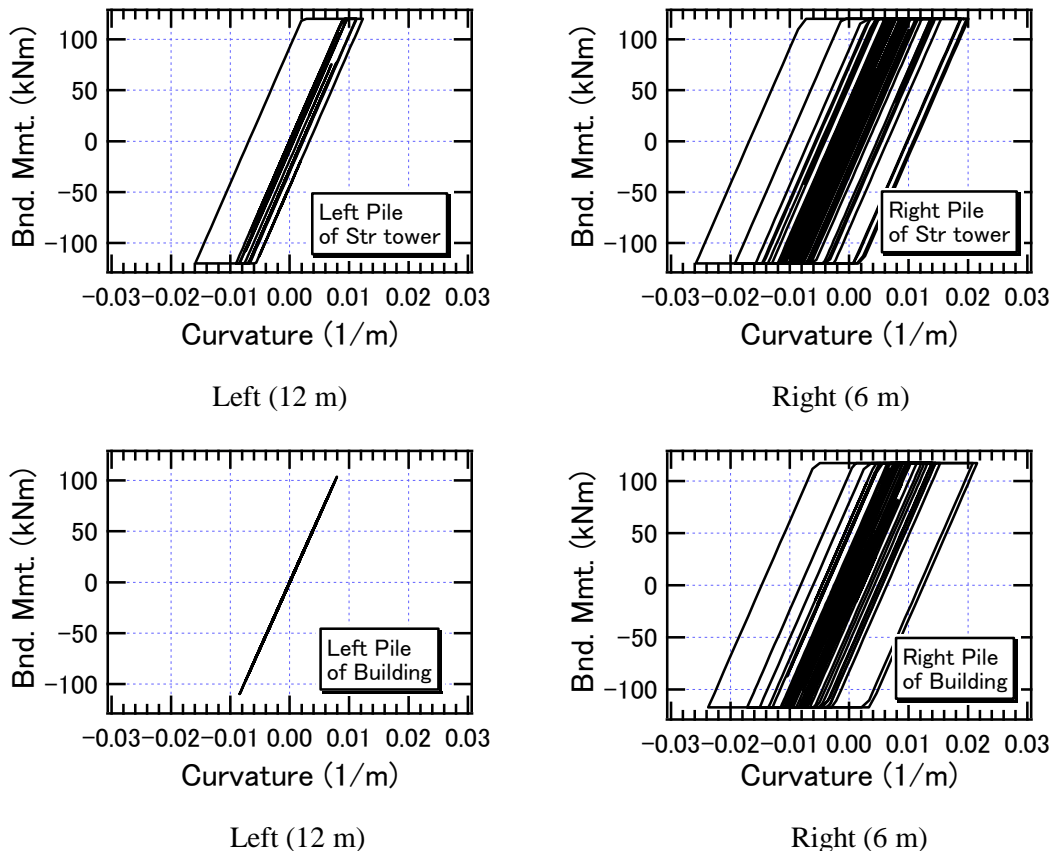 Bnd. Mmt. (kNm)
100
50
0
−50
−100
Left Pile
of Str tower
−0.03 −0.02 −0.01 0.00 0.01 0.02 0.03
Curvature (1/m)
Left (12 m)
Bnd. Mmt. (kNm)
100
50
0
−50
−100
Right Pile
of Str tower
−0.03 −0.02 −0.01 0.00 0.01 0.02 0.03
Curvature (1/m)
Right (6 m)
Bnd. Mmt. (kNm)
100
50
0
−50
−100
Left Pile
of Building
−0.03 −0.02 −0.01 0.00 0.01 0.02 0.03
Curvature (1/m)
Left (12 m)
Bnd. Mmt. (kNm)
100
50
0
−50
−100
Right Pile
of Building
−0.03 −0.02 −0.01 0.00 0.01 0.02 0.03
Curvature (1/m)
Right (6 m)